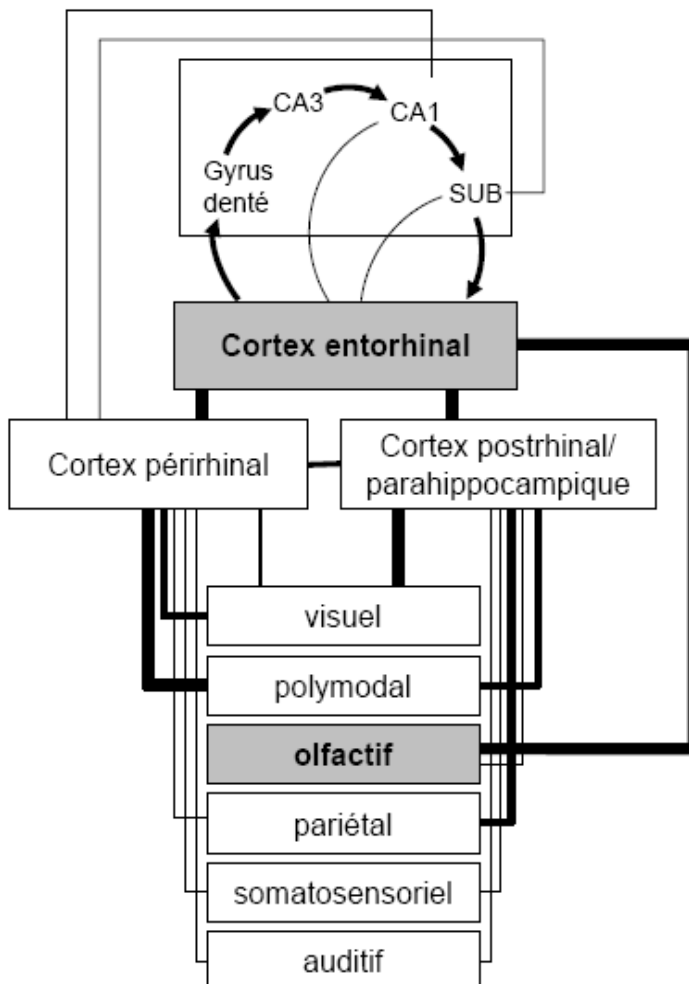 CA3
CA1
Gyrus
denté
SUB
Cortex entorhinal
Cortex périrhinal
Cortex postrhinal/
parahippocampique
visuel
polymodal
olfactif
pariétal
somatosensoriel
auditif